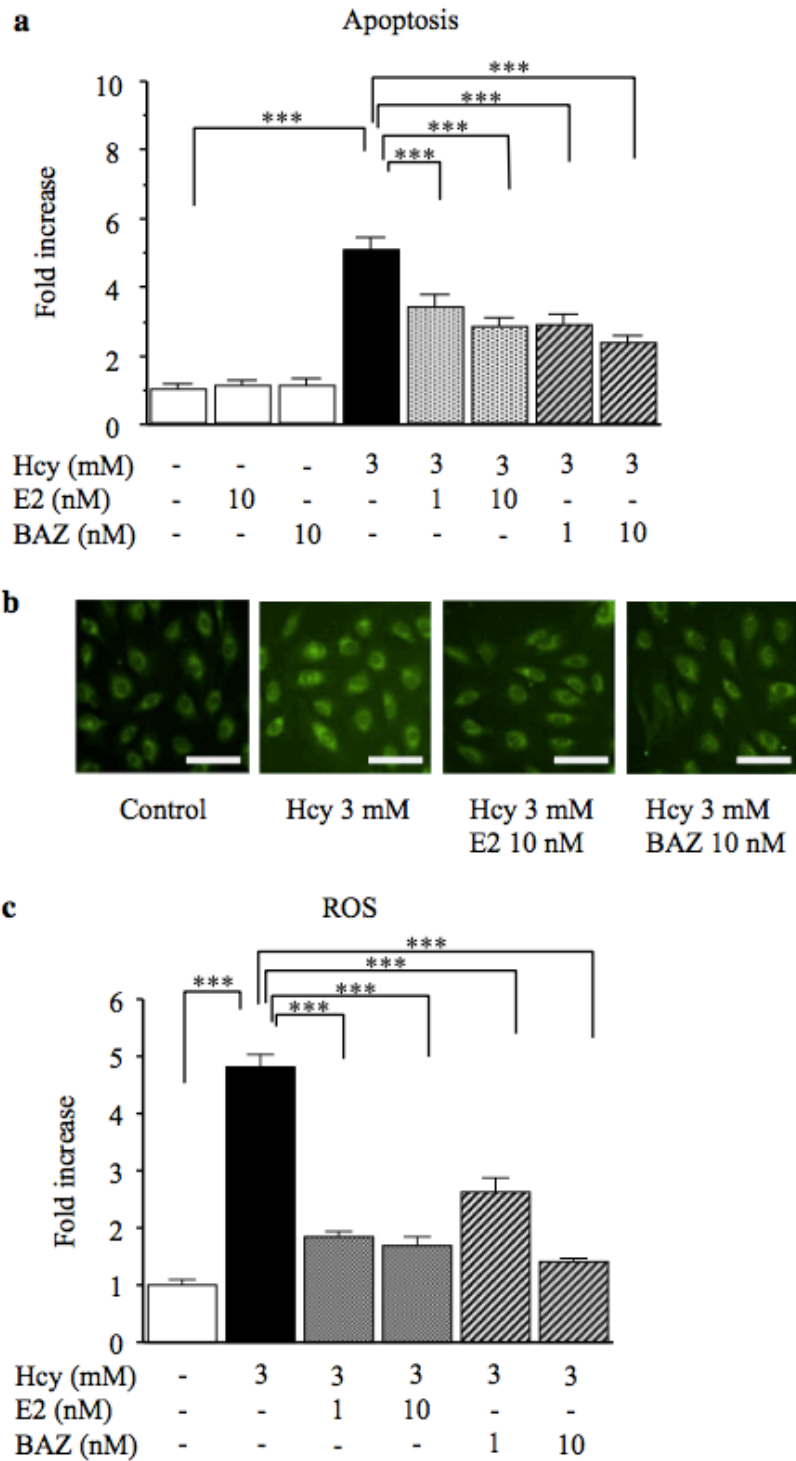 a
Apoptosis
***
***
***
***
***
10
8
6
4
2
0
Fold increase
Hcy (mM) - - - 3 3 3 3 3
E2 (nM) - 10 - - 1 10 - -
BAZ (nM) - - 10 - - - 1 10
b
Control
Hcy 3 mM
Hcy 3 mM
E2 10 nM
Hcy 3 mM
BAZ 10 nM
c
ROS
***
***
***
***
***
6
5
4
3
2
1
0
Fold increase
Hcy (mM) - 3 3 3 3 3
E2 (nM) - - 1 10 - -
BAZ (nM) - - - - 1 10